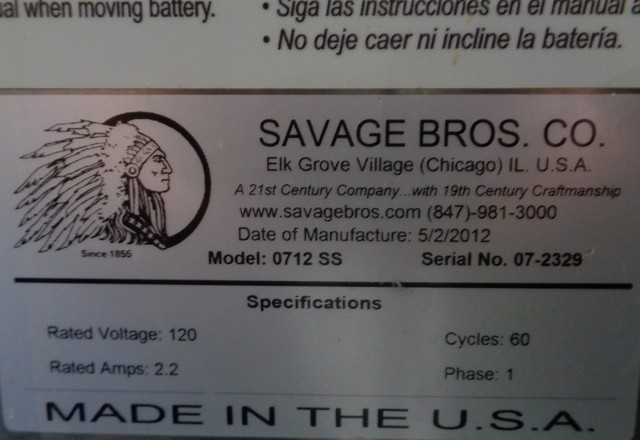 ual when moving battery.
• Siga las instrucciones en el manual a
• No deje caer ni incline la batería.
SAVAGE BROS. CO.
Elk Grove Village (Chicago) IL. U.S.A.
A 21st Century Company...with 19th Century Craftmanship
www.savagebros.com (847)-981-3000
Date of Manufacture: 5/2/2012
Since 1855
Model: 0712 SS Serial No. 07-2329
Specifications
Rated Voltage: 120 Cycles: 60
Rated Amps: 2.2 Phase: 1
MADE IN THE U.S.A.